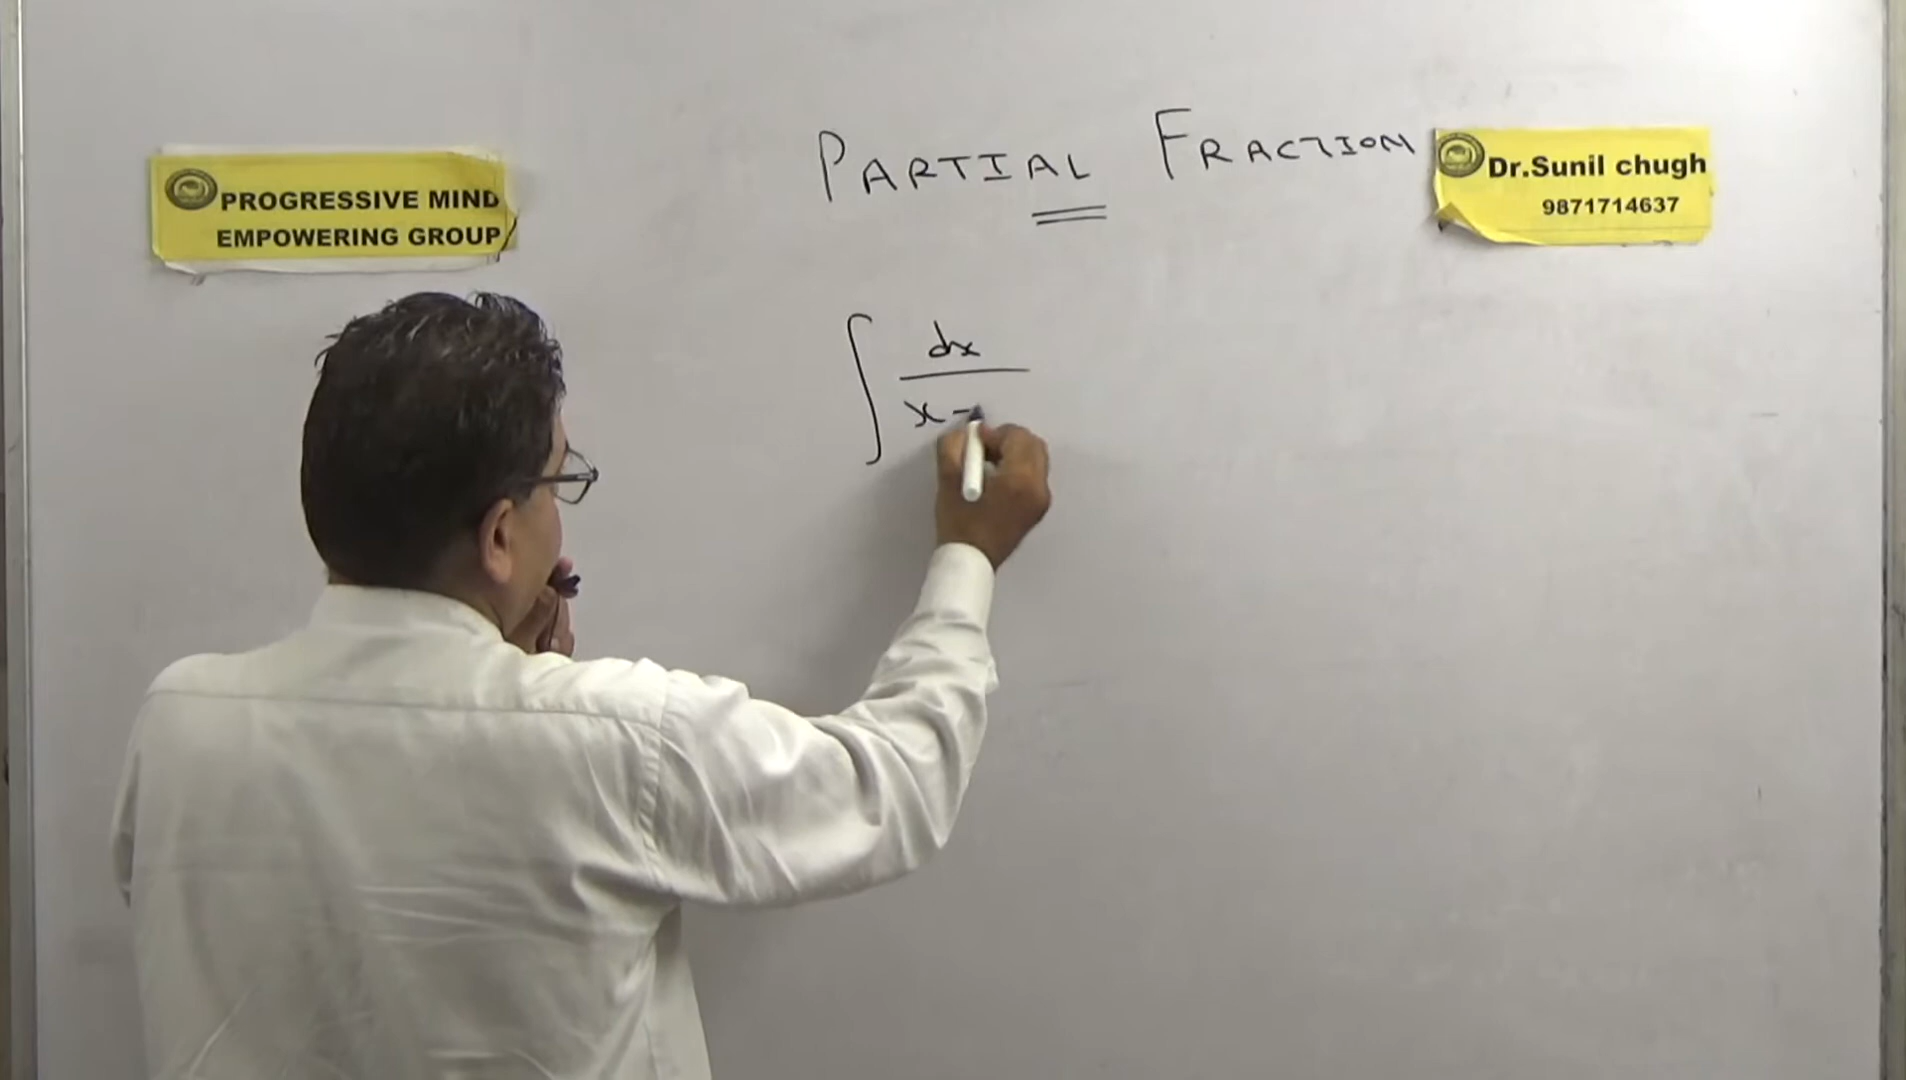 PARTIAL FRACTION
PROGRESSIVE MIND
EMPOWERING GROUP
Dr.Sunil chugh
9871714637
∫ dx
x -